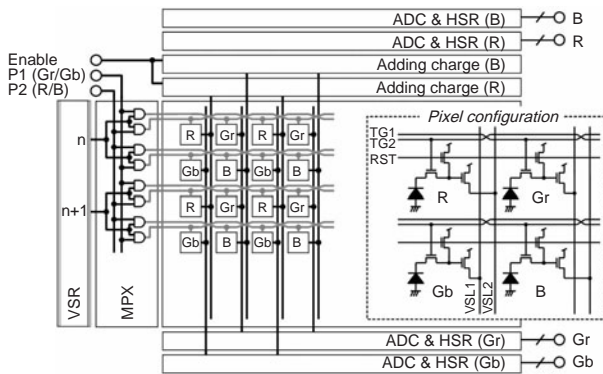 ADC & HSR (B) B
ADC & HSR (R) R
Enable Adding charge (B)
P1 (Gr/Gb) Adding charge (R)
P2 (R/B)
Pixel configuration
TG1
TG2
RST
n
R Gr R Gr
Gb B Gb B
R Gr
n+1
R Gr R Gr
Gb B Gb B
Gb VSL1 VSL2 B
VSR MPX
ADC & HSR (Gr) Gr
ADC & HSR (Gb) Gb